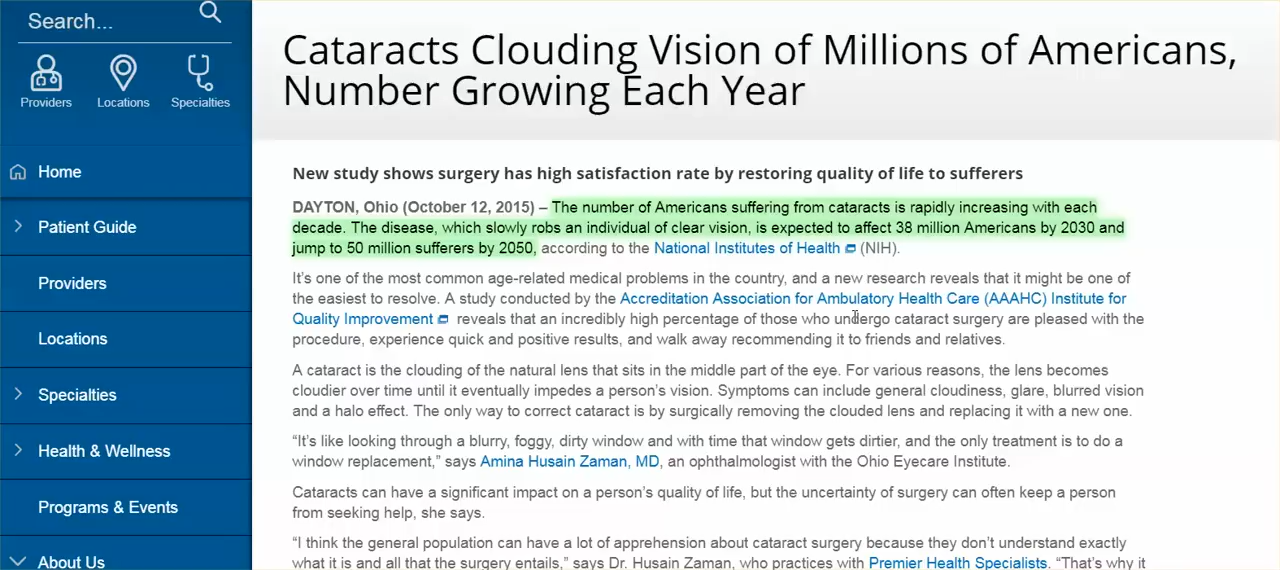 Search...
Providers
Locations
Specialties
Home
Patient Guide
Providers
Locations
Specialties
Health & Wellness
Programs & Events
About Us
Cataracts Clouding Vision of Millions of Americans,
Number Growing Each Year
New study shows surgery has high satisfaction rate by restoring quality of life to sufferers
DAYTON, Ohio (October 12, 2015) – The number of Americans suffering from cataracts is rapidly increasing with each
decade. The disease, which slowly robs an individual of clear vision, is expected to affect 38 million Americans by 2030 and
jump to 50 million sufferers by 2050, according to the National Institutes of Health (NIH).
It’s one of the most common age-related medical problems in the country, and a new research reveals that it might be one of
the easiest to resolve. A study conducted by the Accreditation Association for Ambulatory Health Care (AAAHC) Institute for
Quality Improvement reveals that an incredibly high percentage of those who undergo cataract surgery are pleased with the
procedure, experience quick and positive results, and walk away recommending it to friends and relatives.
A cataract is the clouding of the natural lens that sits in the middle part of the eye. For various reasons, the lens becomes
cloudier over time until it eventually impedes a person’s vision. Symptoms can include general cloudiness, glare, blurred vision
and a halo effect. The only way to correct cataract is by surgically removing the clouded lens and replacing it with a new one.
“It’s like looking through a blurry, foggy, dirty window and with time that window gets dirtier, and the only treatment is to do a
window replacement,” says Amina Husain Zaman, MD, an ophthalmologist with the Ohio Eyecare Institute.
Cataracts can have a significant impact on a person’s quality of life, but the uncertainty of surgery can often keep a person
from seeking help, she says.
“I think the general population can have a lot of apprehension about cataract surgery because they don’t understand exactly
what it is and all that the surgery entails,” says Dr. Husain Zaman, who practices with Premier Health Specialists. “That’s why it